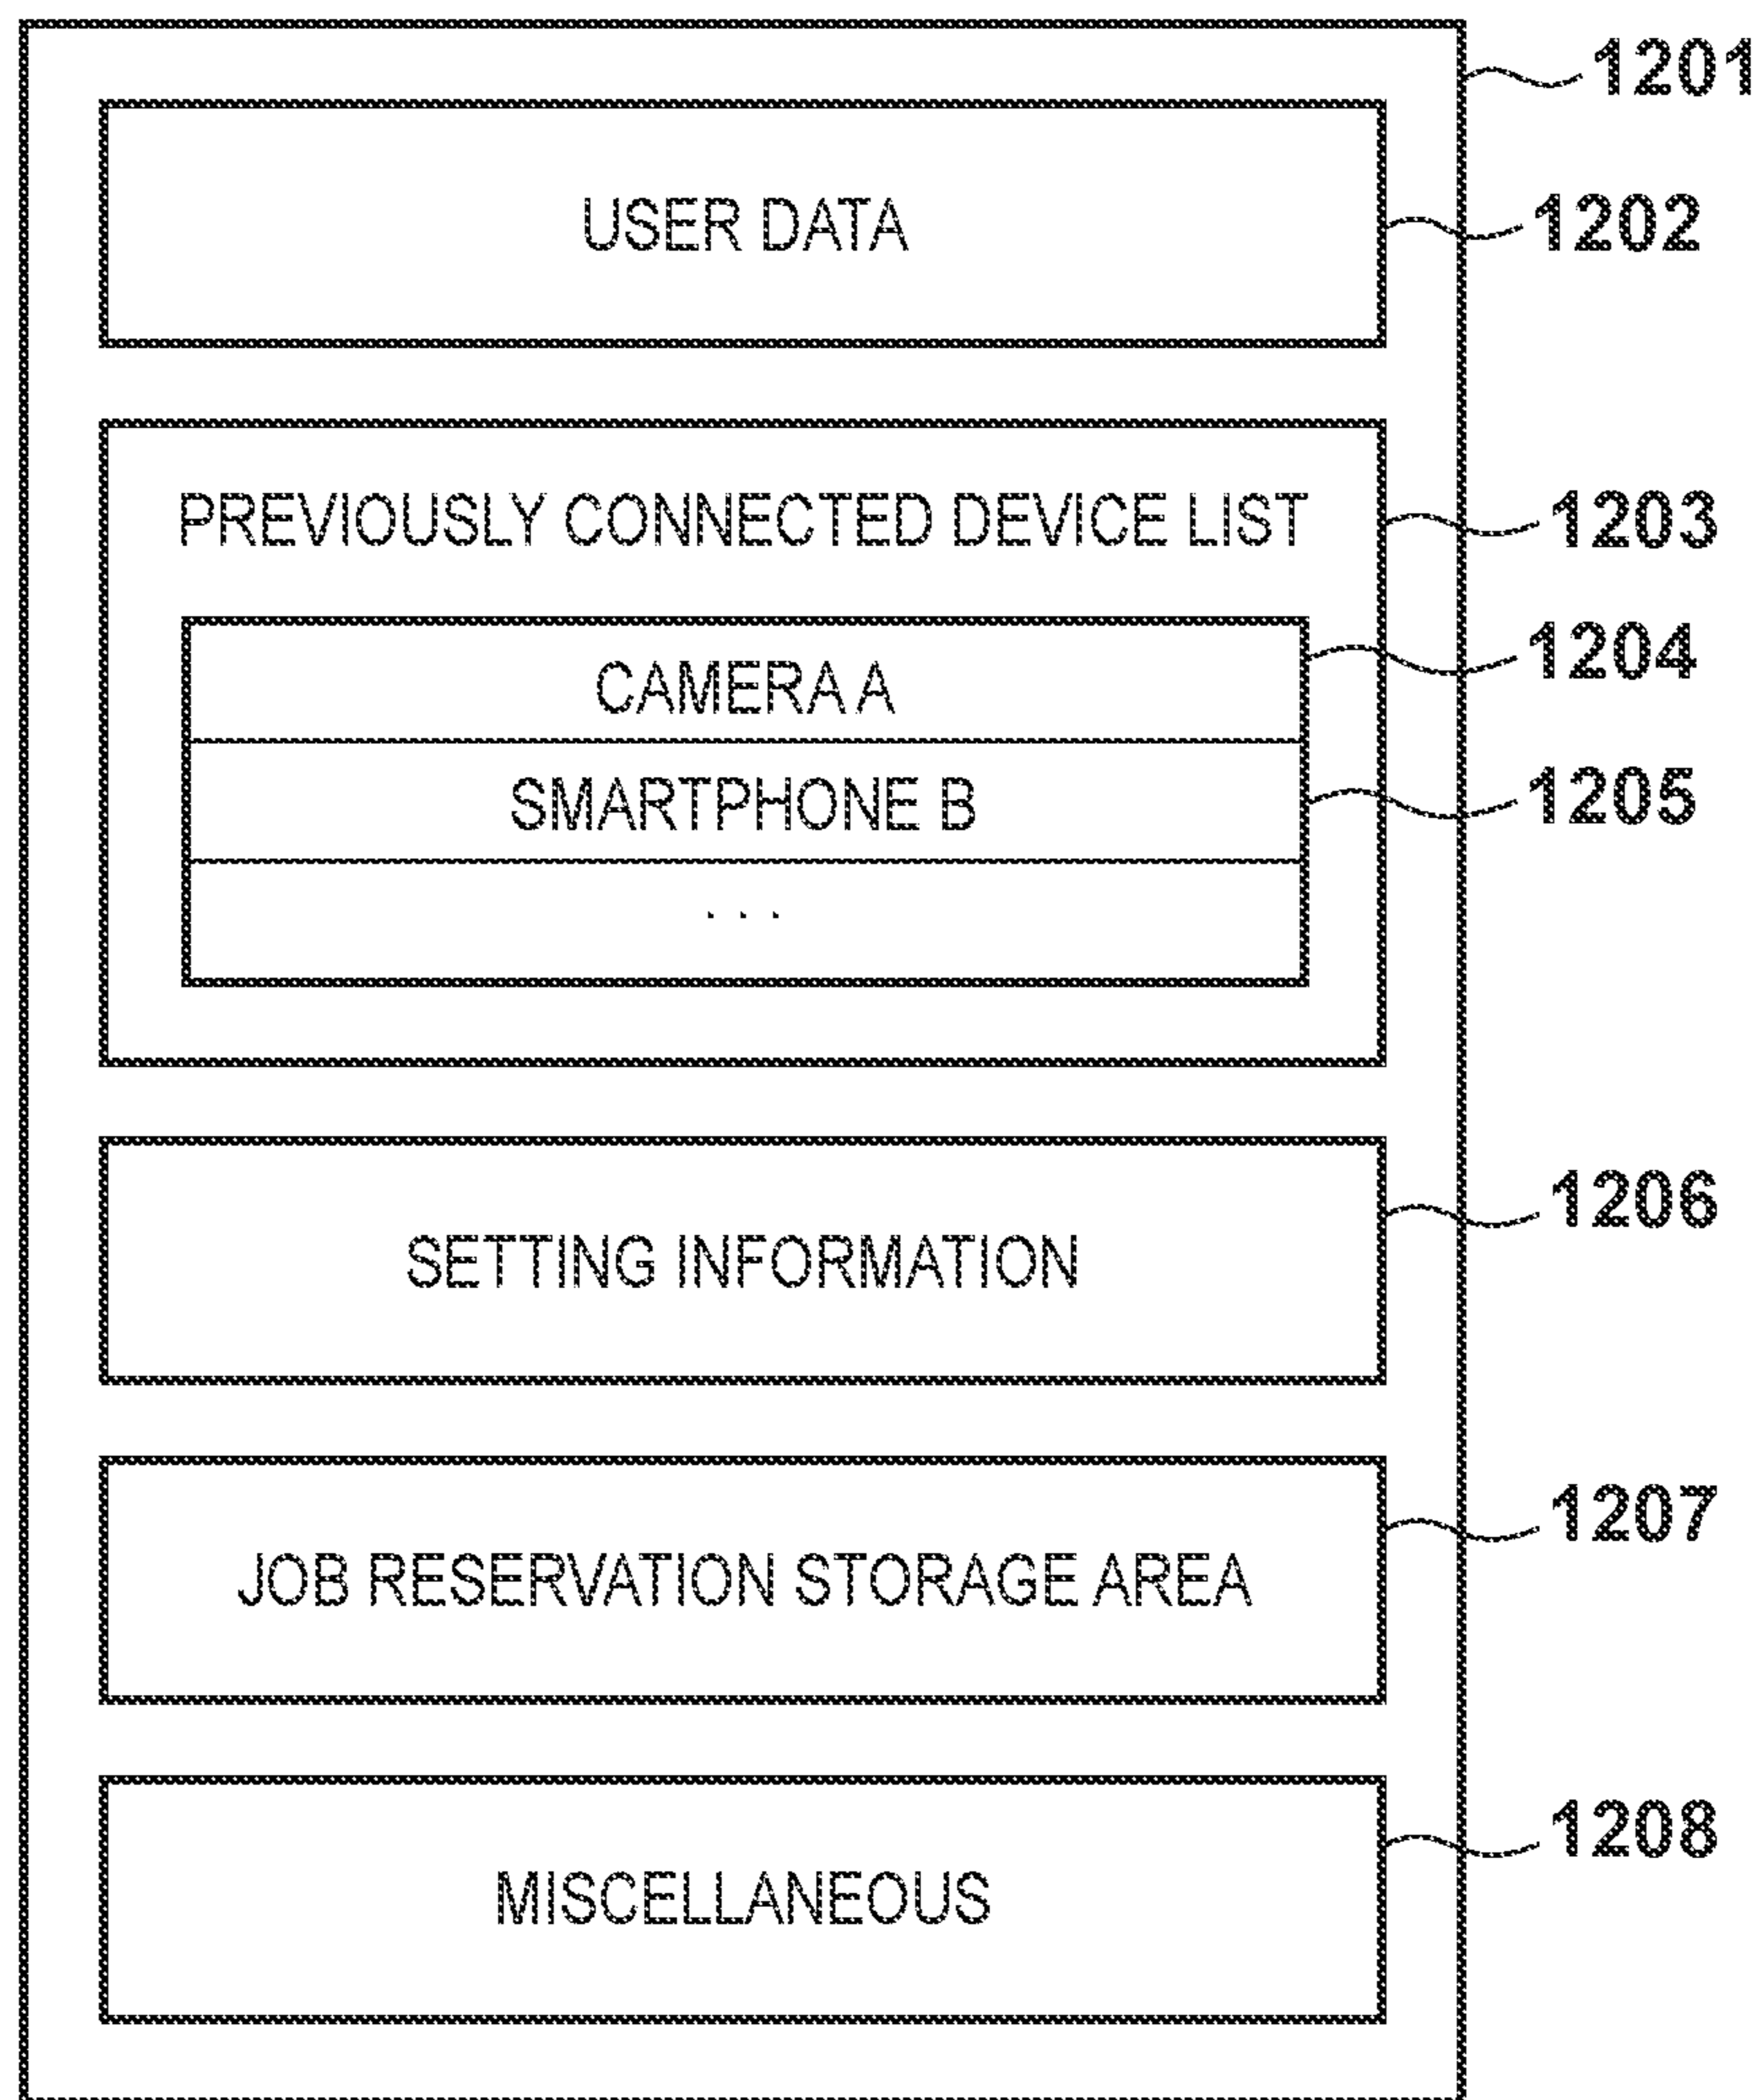 1201
USER DATA
1202
PREVIOUSLY CONNECTED DEVICE LIST
1203
CAMERA A
1204
SMARTPHONE B
1205
. . .
SETTING INFORMATION
1206
JOB RESERVATION STORAGE AREA
1207
MISCELLANEOUS
1208